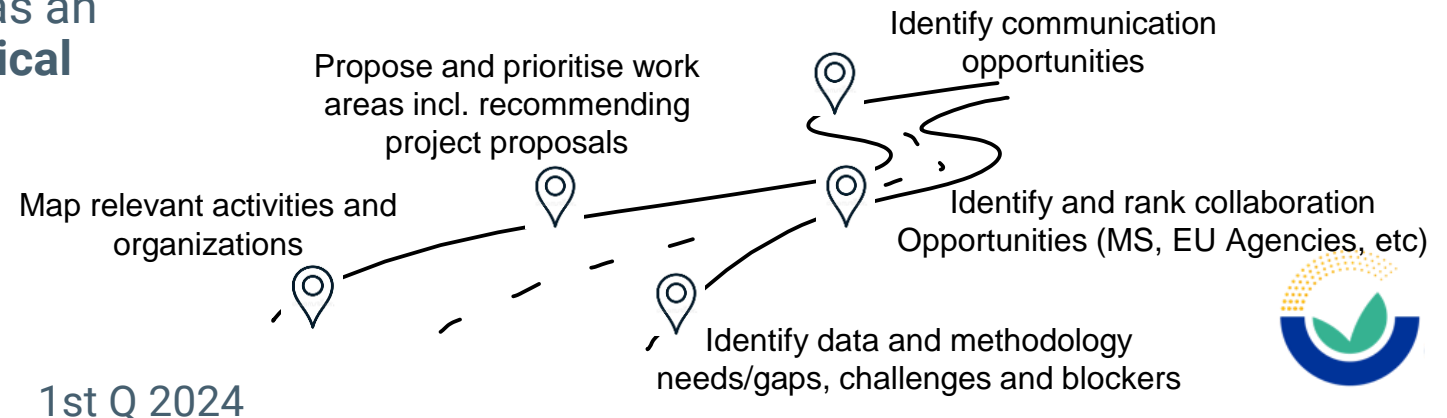 as an
ical
Identify communication
opportunities
Propose and prioritise work
areas incl. recommending
project proposals
Map relevant activities and
organizations
Identify and rank collaboration
Opportunities (MS, EU Agencies, etc)
Identify data and methodology
needs/gaps, challenges and blockers
1st Q 2024